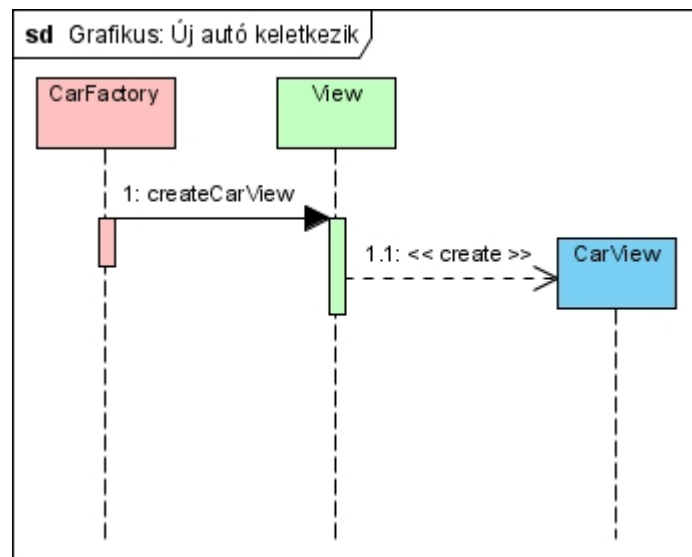 sd Grafikus: Új autó keletkezik
CarFactory
View
1: createCarView
1.1: << create >>
CarView